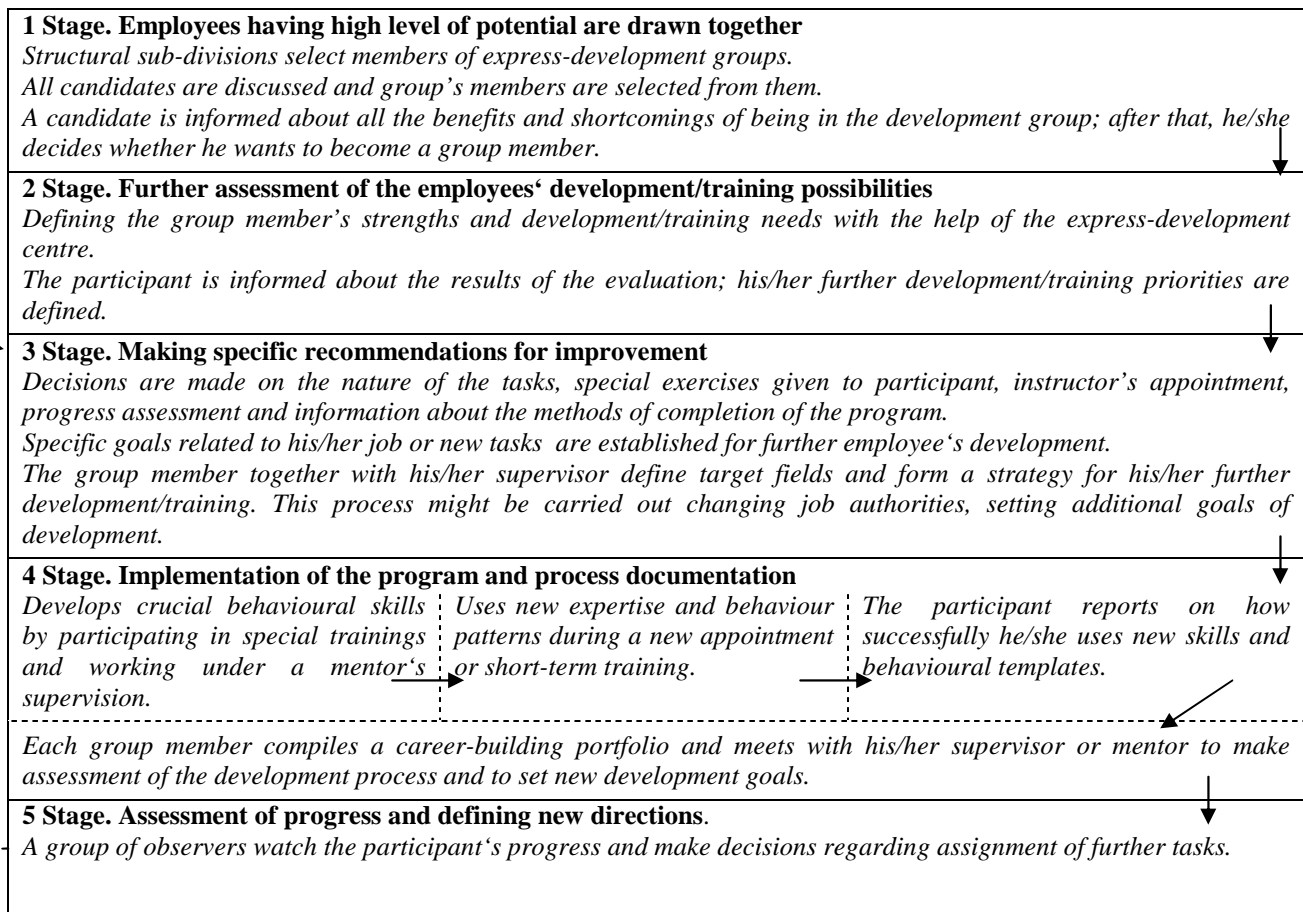 1 Stage. Employees having high level of potential are drawn together
Structural sub-divisions select members of express-development groups.
All candidates are discussed and group’s members are selected from them.
A candidate is informed about all the benefits and shortcomings of being in the development group; after that, he/she
decides whether he wants to become a group member.
2 Stage. Further assessment of the employees‘ development/training possibilities
Defining the group member’s strengths and development/training needs with the help of the express-development
centre.
The participant is informed about the results of the evaluation; his/her further development/training priorities are
defined.
3 Stage. Making specific recommendations for improvement
Decisions are made on the nature of the tasks, special exercises given to participant, instructor’s appointment,
progress assessment and information about the methods of completion of the program.
Specific goals related to his/her job or new tasks are established for further employee‘s development.
The group member together with his/her supervisor define target fields and form a strategy for his/her further
development/training. This process might be carried out changing job authorities, setting additional goals of
development.
4 Stage. Implementation of the program and process documentation
Develops crucial behavioural skills
by participating in special trainings
and working under a mentor‘s
supervision.
Uses new expertise and behaviour
patterns during a new appointment
or short-term training.
The participant reports on how
successfully he/she uses new skills and
behavioural templates.
Each group member compiles a career-building portfolio and meets with his/her supervisor or mentor to make
assessment of the development process and to set new development goals.
5 Stage. Assessment of progress and defining new directions.
A group of observers watch the participant‘s progress and make decisions regarding assignment of further tasks.